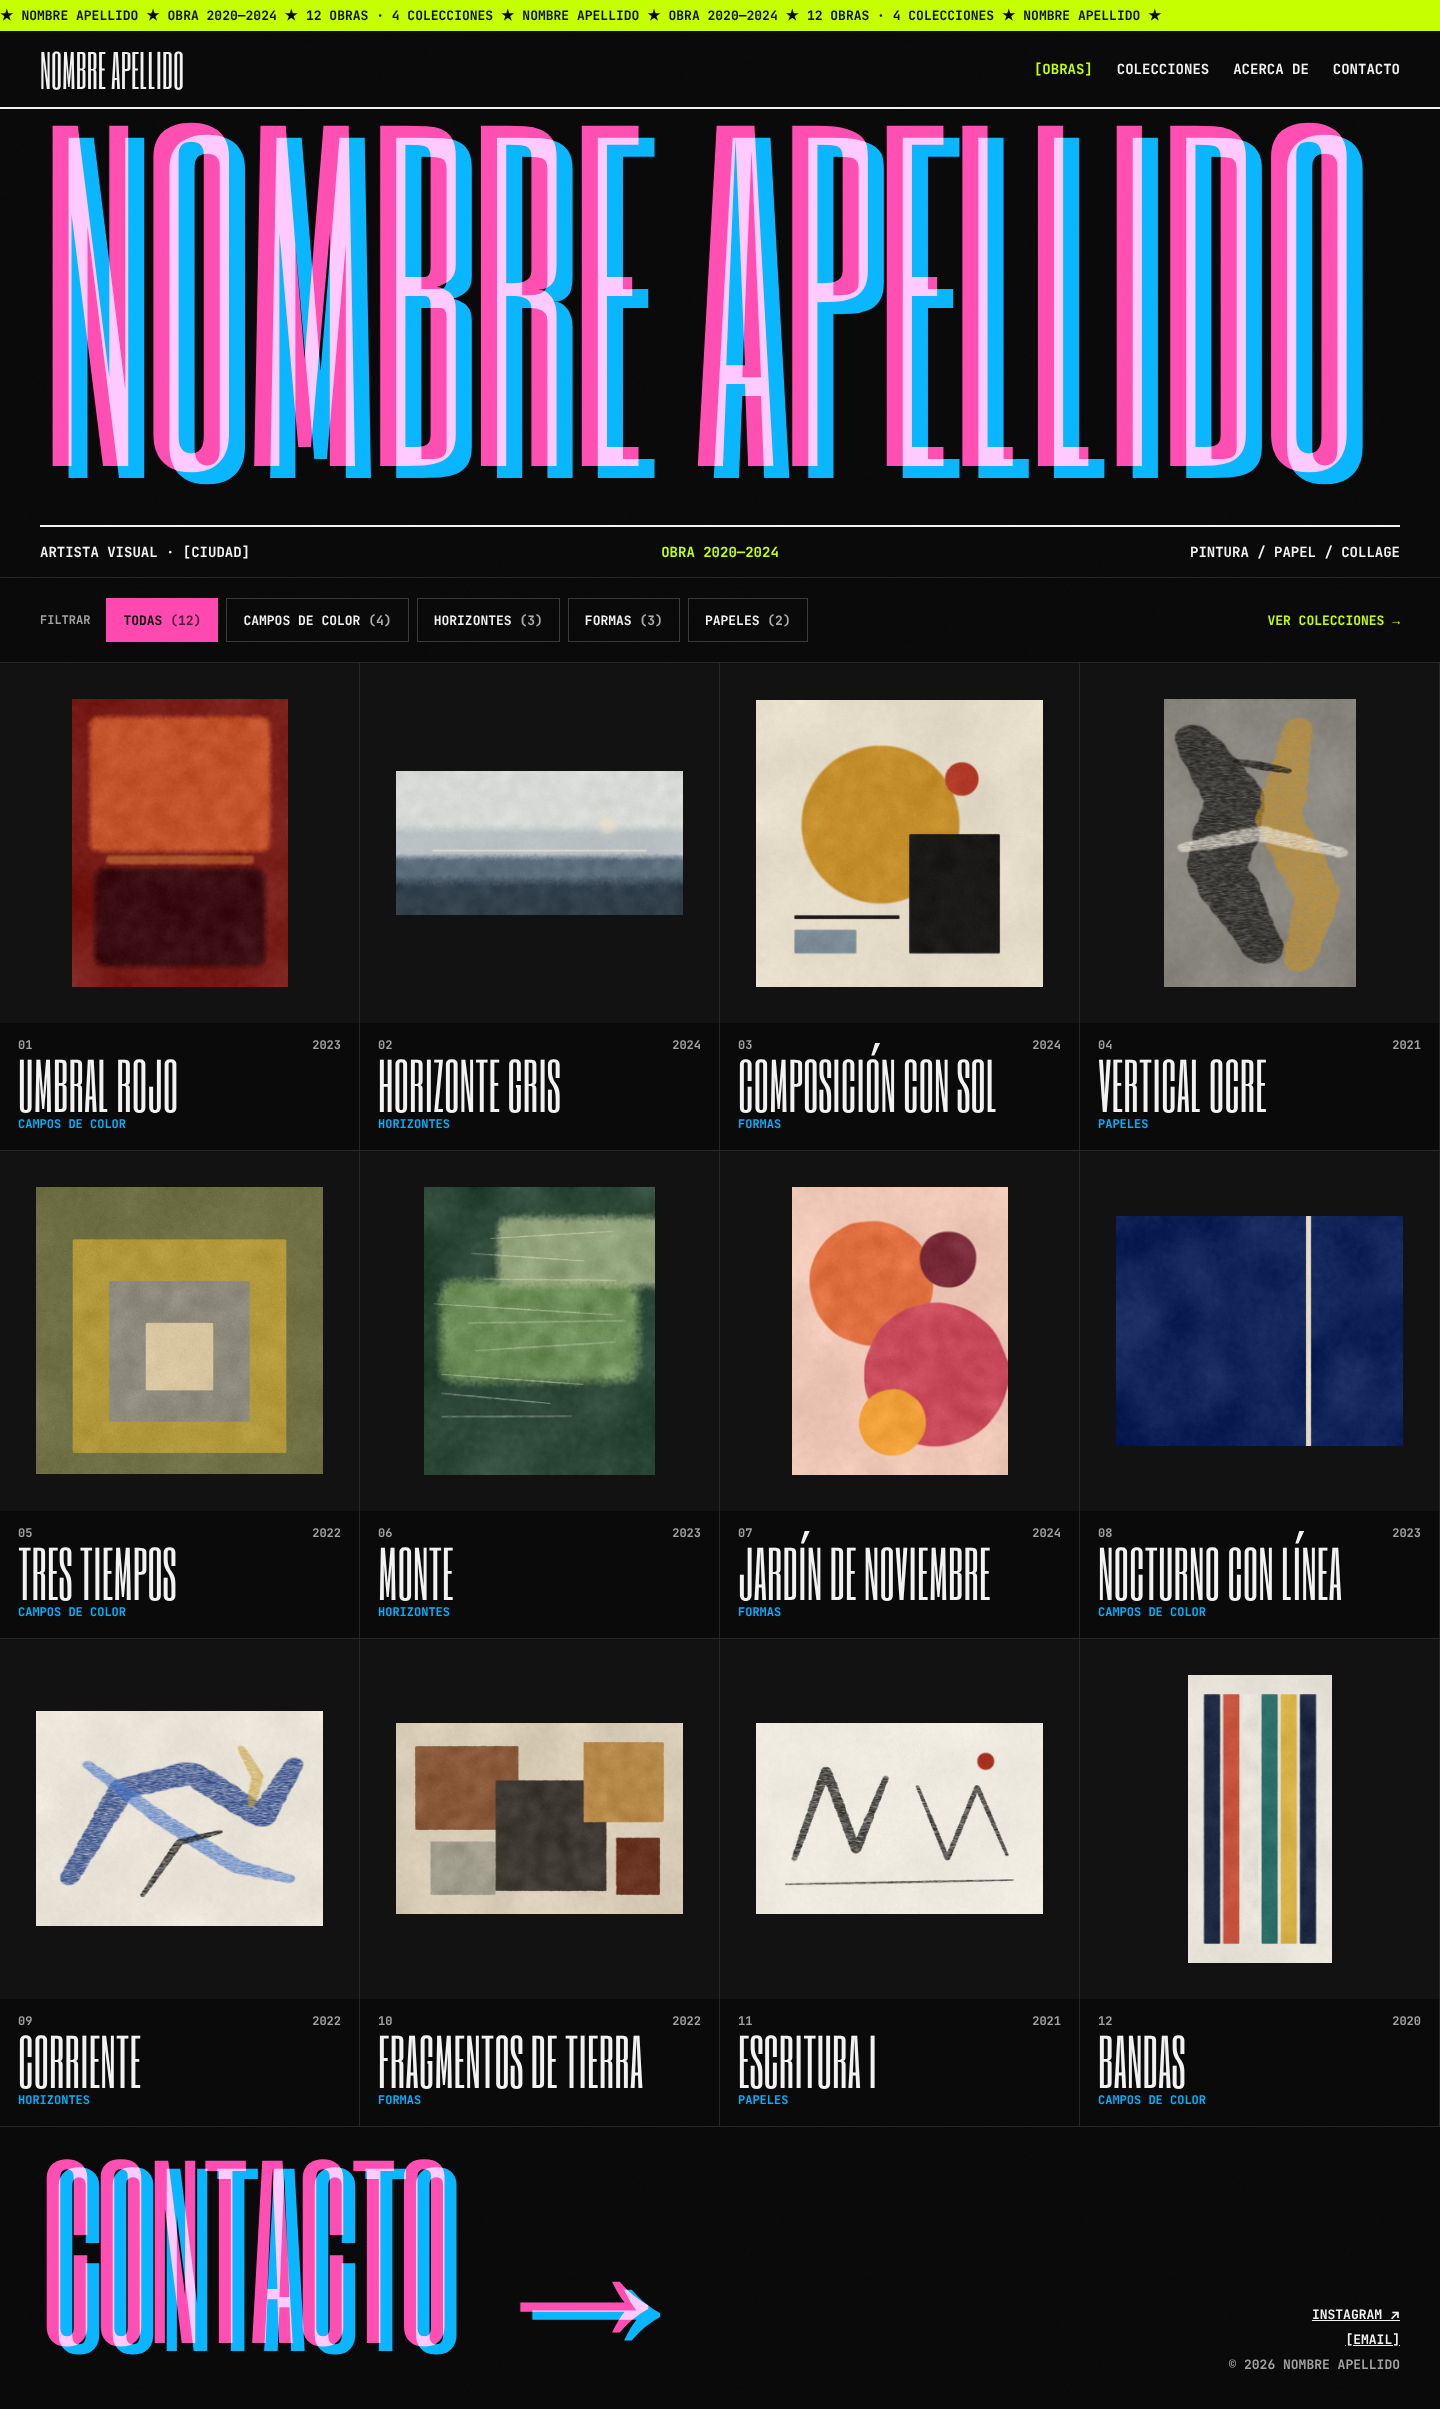 ★ NOMBRE APELLIDO ★ OBRA 2020—2024 ★ 12 OBRAS · 4 COLECCIONES ★ NOMBRE APELLIDO ★ OBRA 2020—2024 ★ 12 OBRAS · 4 COLECCIONES ★ NOMBRE APELLIDO ★
NOMBRE APELLIDO
[OBRAS] COLECCIONES ACERCA DE CONTACTO
NOMBRE APELLIDO
ARTISTA VISUAL · [CIUDAD]
OBRA 2020—2024
PINTURA / PAPEL / COLLAGE
FILTRAR TODAS (12) CAMPOS DE COLOR (4) HORIZONTES (3) FORMAS (3) PAPELES (2) VER COLECCIONES →
01 2023
UMBRAL ROJO
CAMPOS DE COLOR
02 2024
HORIZONTE GRIS
HORIZONTES
03 2024
COMPOSICIÓN CON SOL
FORMAS
04 2021
VERTICAL OCRE
PAPELES
05 2022
TRES TIEMPOS
CAMPOS DE COLOR
06 2023
MONTE
HORIZONTES
07 2024
JARDÍN DE NOVIEMBRE
FORMAS
08 2023
NOCTURNO CON LÍNEA
CAMPOS DE COLOR
09 2022
CORRIENTE
HORIZONTES
10 2022
FRAGMENTOS DE TIERRA
FORMAS
11 2021
ESCRITURA I
PAPELES
12 2020
BANDAS
CAMPOS DE COLOR
CONTACTO →
INSTAGRAM ↗
[EMAIL]
© 2026 NOMBRE APELLIDO